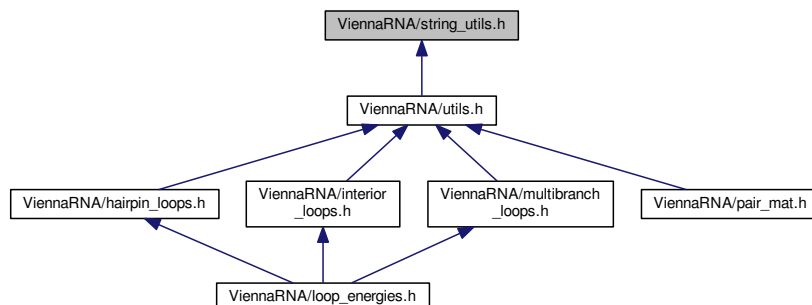 ViennaRNA/string_utils.h
ViennaRNA/utils.h
ViennaRNA/hairpin_loops.h
ViennaRNA/interior
_loops.h
ViennaRNA/multibranch
_loops.h
ViennaRNA/pair_mat.h
ViennaRNA/loop_energies.h